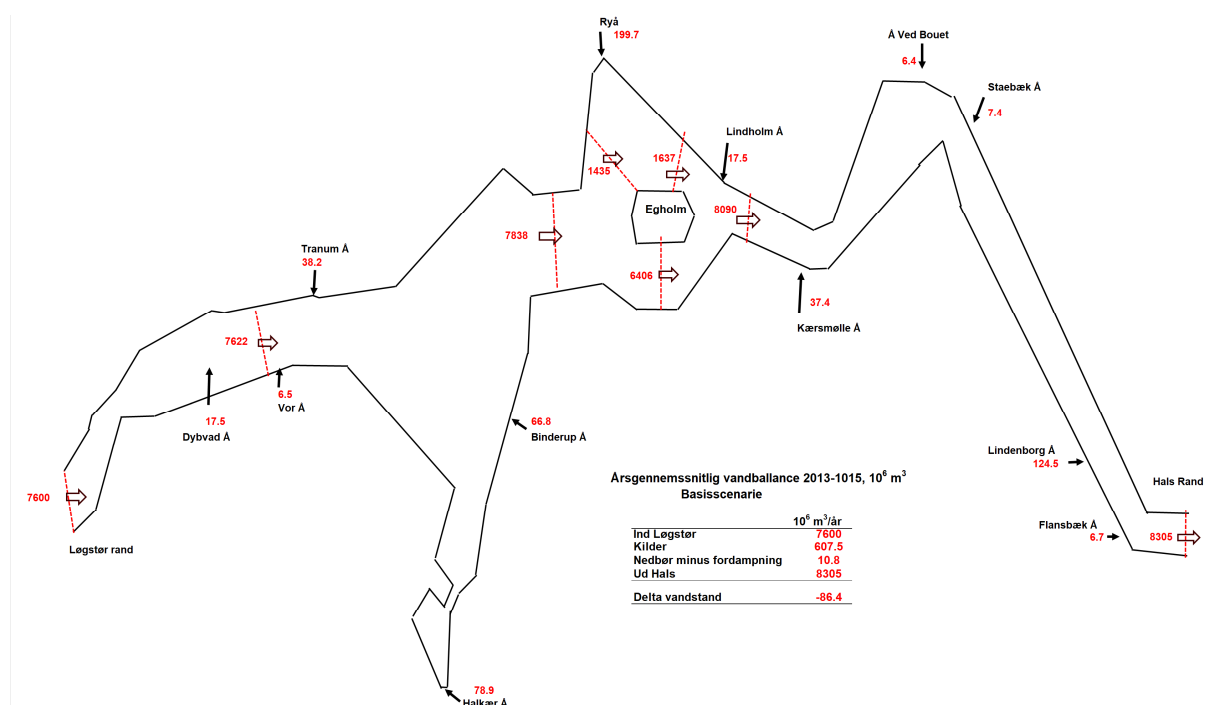 Ryå
199.7
Å Ved Bouet
6.4
Staebæk Å
7.4
Lindholm Å
17.5
1435
1637
Egholm
8090
7838
6406
Tranum Å
38.2
Kærsmølle Å
37.4
7622
6.5
Vor Å
17.5
Dybvad Å
66.8
Binderup Å
7600
Løgstør rand
Lindenborg Å
124.5
Hals Rand
Flansbæk Å
6.7
8305
78.9
Halkær Å
Årsgennemssnitlig vandballance 2013-1015, 10⁶ m³
Basisscenarie
10⁶ m³/år
Ind Løgstør 7600
Kilder 607.5
Nedbør minus fordampning 10.8
Ud Hals 8305
Delta vandstand -86.4